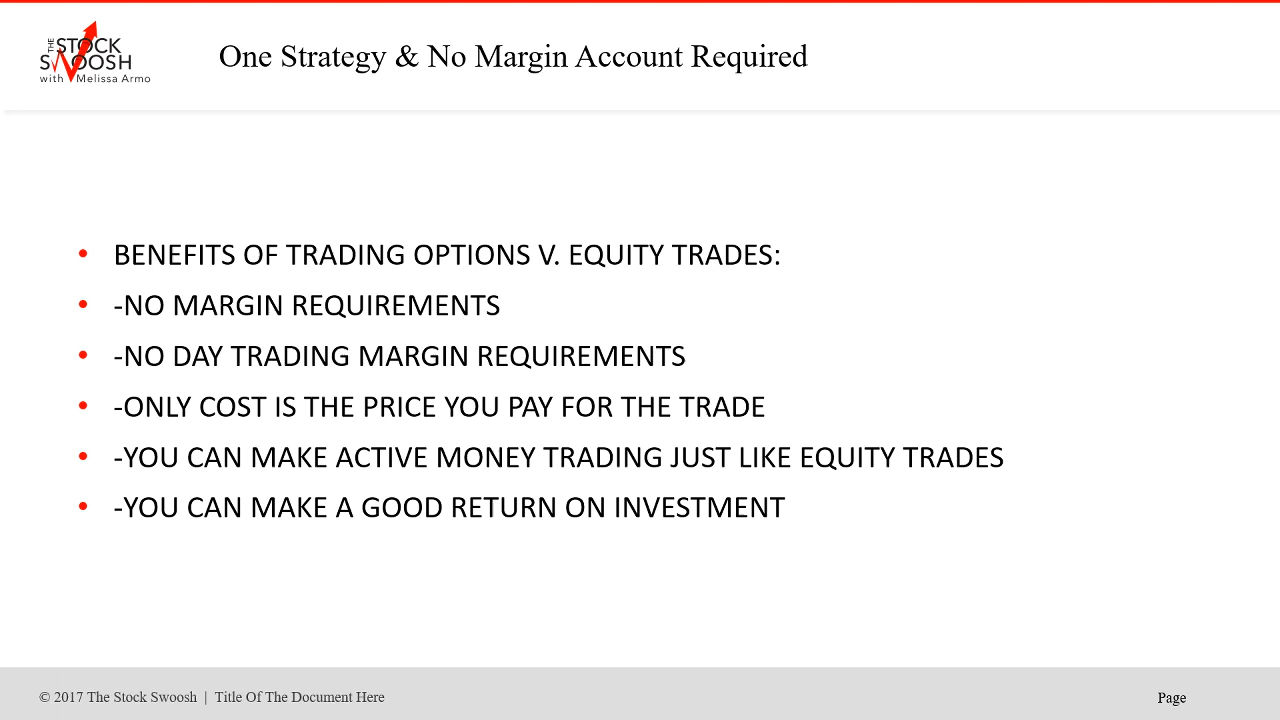 THE STOCK
SWOOSH
with Melissa Armo
One Strategy & No Margin Account Required
• BENEFITS OF TRADING OPTIONS V. EQUITY TRADES:
• -NO MARGIN REQUIREMENTS
• -NO DAY TRADING MARGIN REQUIREMENTS
• -ONLY COST IS THE PRICE YOU PAY FOR THE TRADE
• -YOU CAN MAKE ACTIVE MONEY TRADING JUST LIKE EQUITY TRADES
• -YOU CAN MAKE A GOOD RETURN ON INVESTMENT
© 2017 The Stock Swoosh | Title Of The Document Here
Page